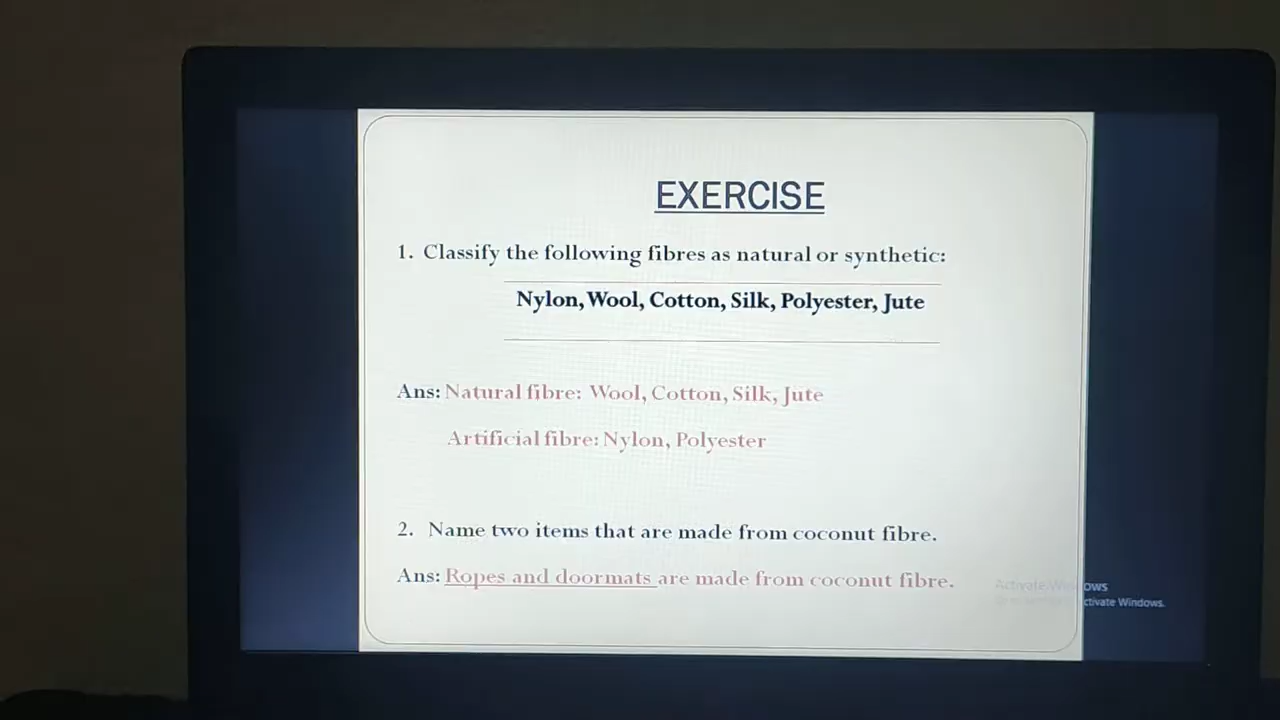 EXERCISE
1. Classify the following fibres as natural or synthetic:
Nylon, Wool, Cotton, Silk, Polyester, Jute
Ans: Natural fibre: Wool, Cotton, Silk, Jute
Artificial fibre: Nylon, Polyester
2. Name two items that are made from coconut fibre.
Ans: Ropes and doormats are made from coconut fibre.
Activate Windows
ctivate Windows.